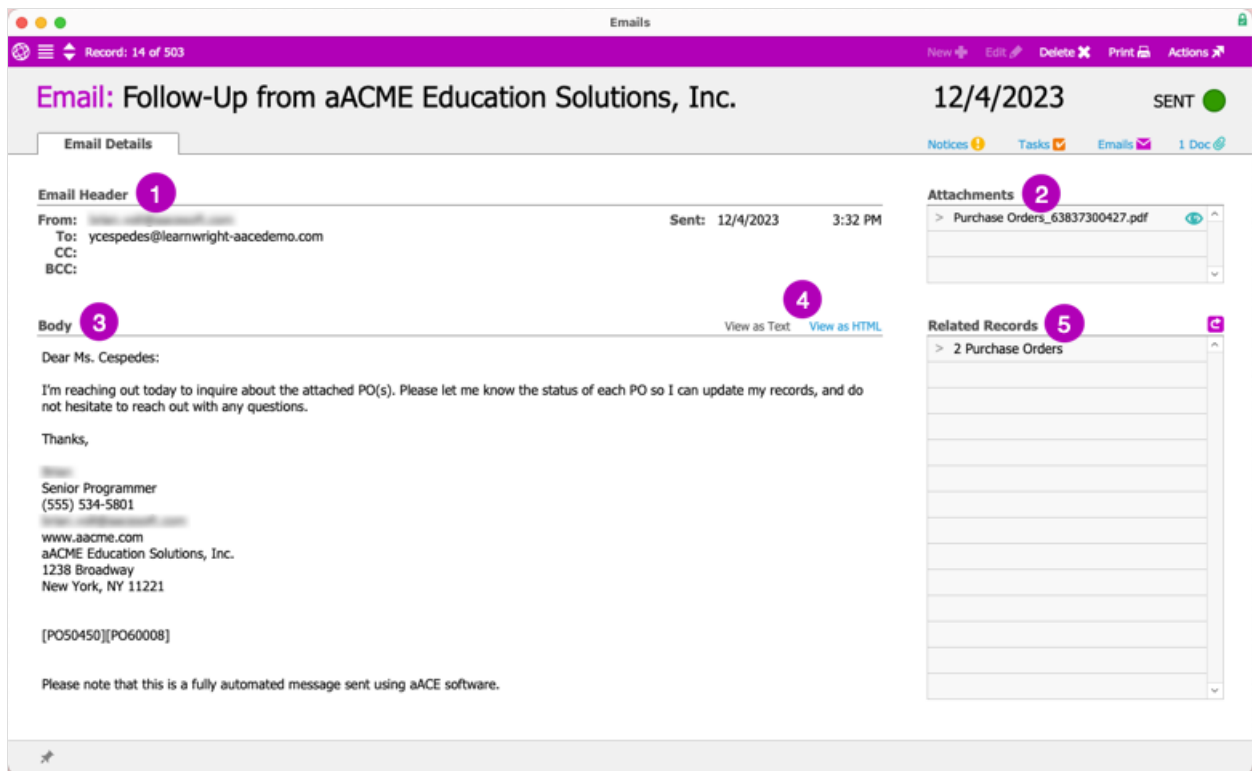 Emails
Record: 14 of 503
New Edit Delete Print Actions
Email: Follow-Up from aACME Education Solutions, Inc. 12/4/2023 SENT
Email Details
Notices Tasks Emails 1 Doc
Email Header 1
From: Sent: 12/4/2023 3:32 PM
To: ycespedes@learnwright-aacedemo.com
CC:
BCC:
Attachments 2
> Purchase Orders_63837300427.pdf
Body 3
4
View as Text View as HTML
Dear Ms. Cespedes:
I'm reaching out today to inquire about the attached PO(s). Please let me know the status of each PO so I can update my records, and do
not hesitate to reach out with any questions.
Thanks,
Senior Programmer
(555) 534-5801
www.aacme.com
aACME Education Solutions, Inc.
1238 Broadway
New York, NY 11221
[PO50450][PO60008]
Please note that this is a fully automated message sent using aACE software.
Related Records 5
> 2 Purchase Orders